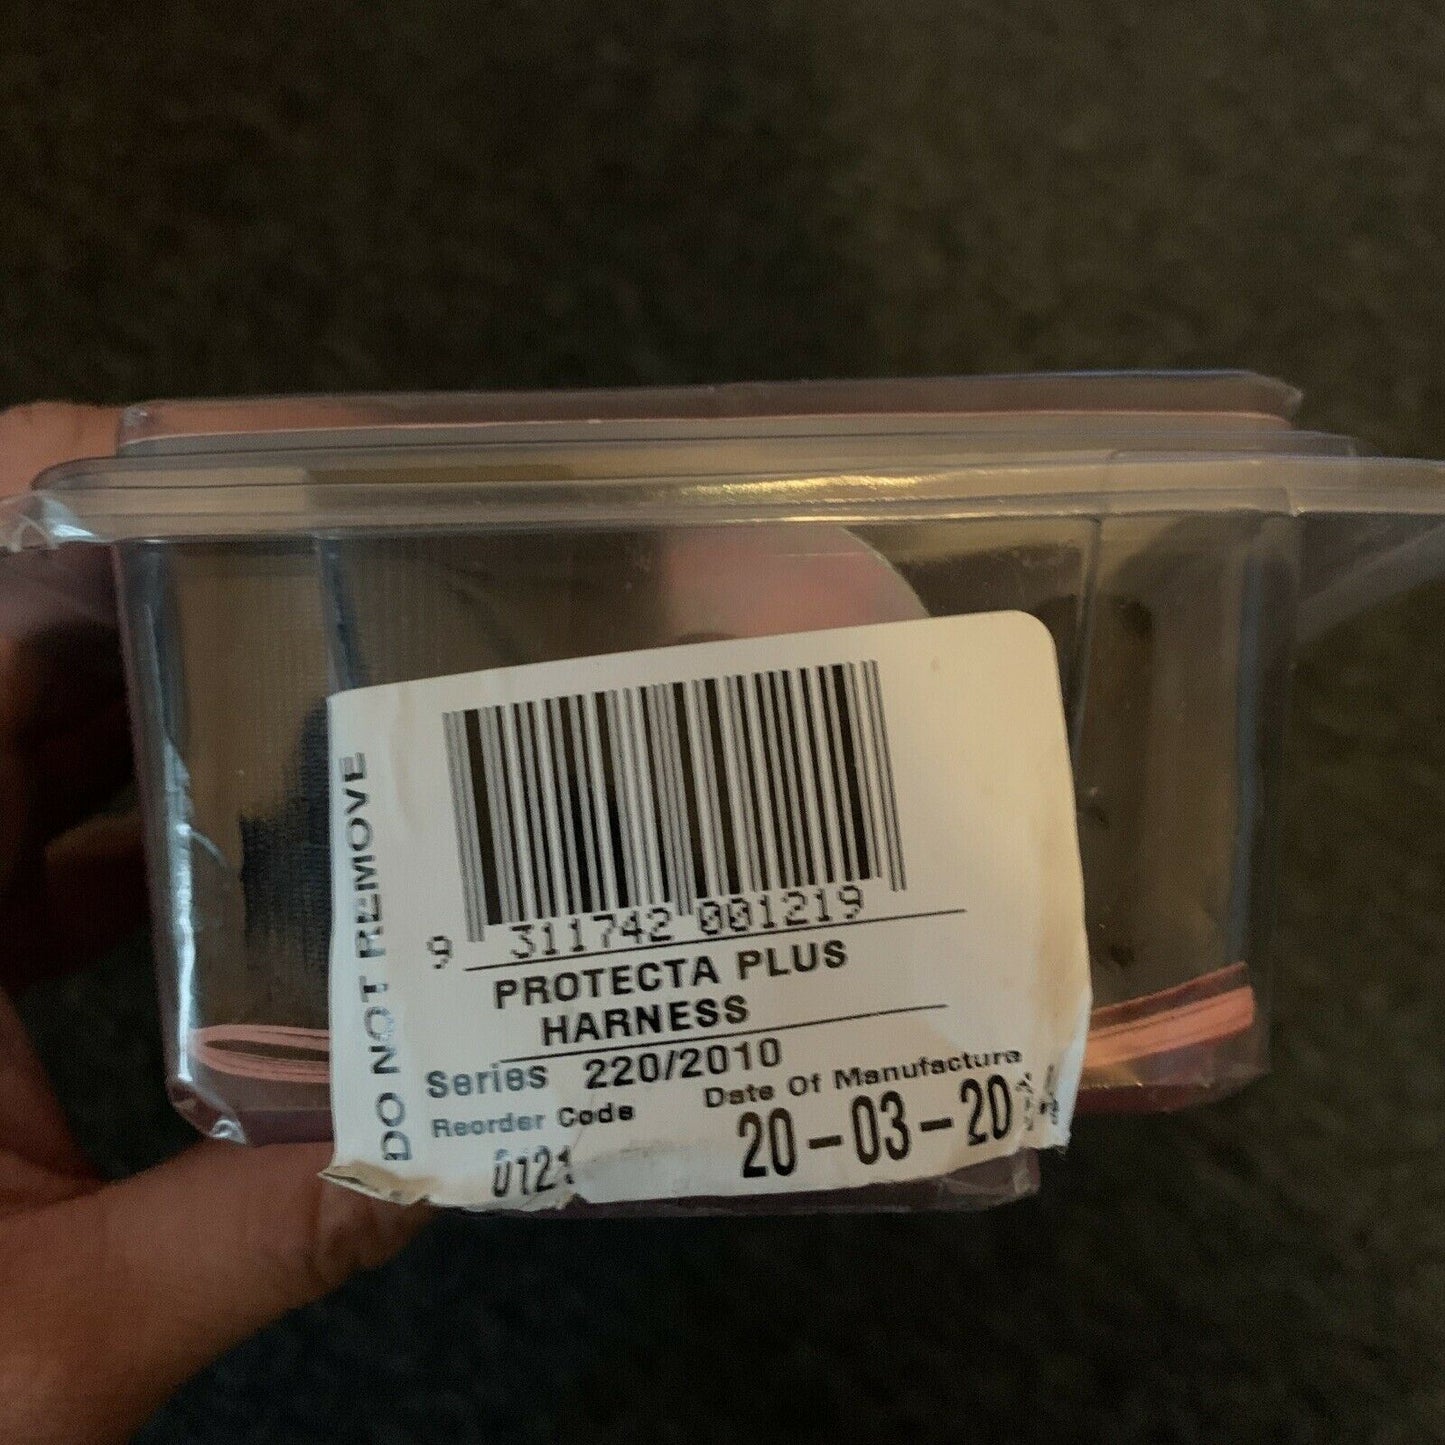 DO NOT REMOVE
9 311742 001219
PROTECTA PLUS
HARNESS
Series 220/2010
Reorder Code
Date Of Manufacture
0121
20-03-20